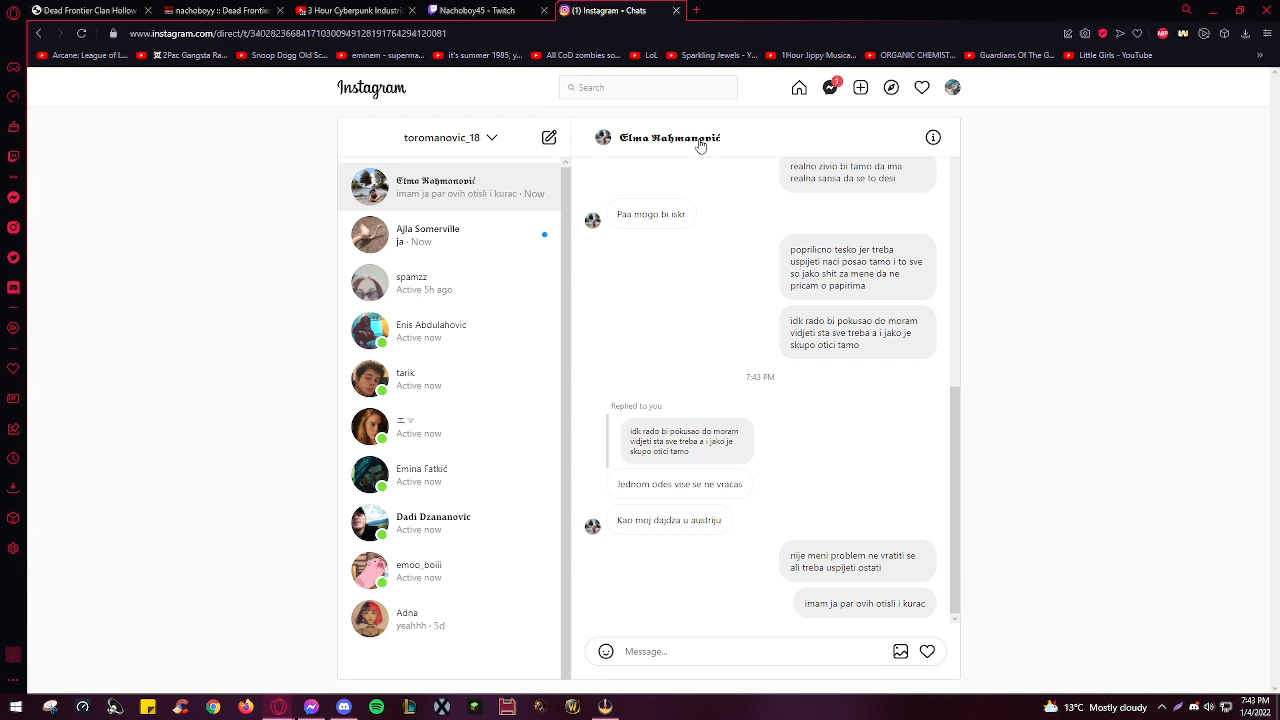 Dead Frontier Clan Hollow
nachoboyy :: Dead Frontie
3 Hour Cyberpunk Industri
Nachoboy45 - Twitch
(1) Instagram • Chats
www.instagram.com/direct/t/340282366841710300949128191764294120081
Arcane: League of L...
2Pac Gangsta Ra...
Snoop Dogg Old Sc...
eminem - superma...
it's summer 1985, y...
All CoD zombies so...
LoL
Sparkling Jewels - Y...
1Hour Jippy Musica...
ORGANIC CHEMIST...
Guardians Of The G...
Little Girls - YouTube
Instagram
Search
1
toromanovic_18
𝕰𝖑𝖒𝖆 𝕽𝖆𝖍𝖒𝖆𝖓𝖔𝖛𝖎ć
imam ja par ovih otisli i kurac · Now
Ajla Somerville
ja · Now
spamzz
Active 5h ago
Enis Abdulahovic
Active now
tarik
Active now
エマ
Active now
Emina Fatkić
Active now
Dadi Dzananovic
Active now
emoo_boiii
Active now
Adna
yeahhh · 5d
𝕰𝖑𝖒𝖆 𝕽𝖆𝖍𝖒𝖆𝖓𝖔𝖛𝖎ć
realno zivio bi tamo da ima
realna sansa da se to desi
Paa mogo bi iskr
poprilicno tesko jer treba
uspijeti naci posao tamo i to sve
so jako shit za mene da ne
pricam o papirima
idk rado bi pokusao do moram
vidjeti sta sve treba a i jako je
skupo otici tamo
7:43 PM
Replied to you
idk rado bi pokusao do moram
vidjeti sta sve treba a i jako je
skupo otici tamo
Jednom odes vise se ne vracas
Kao moj dajdza u austriju
nije meni problem ne vratiti se
ali treba uspijeti ostati
imam ja par ovih otisli i kurac
Message...
13°C Mostly cloudy
7:43 PM
1/4/2022